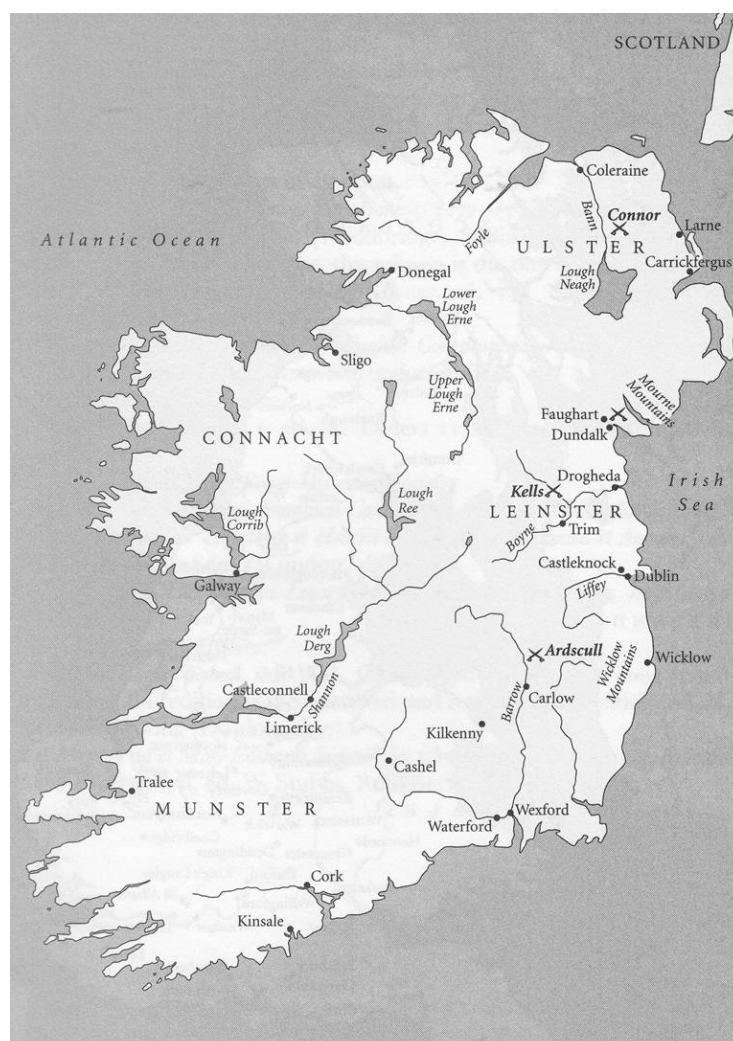 SCOTLAND
Coleraine
Bann
Connor
Larne
Foyle
Atlantic Ocean
ULSTER
Carrickfergus
Donegal
Lough
Neagh
Lower
Lough
Erne
Sligo
Upper
Lough
Erne
Mourne
Mountains
Faughart
Dundalk
CONNACHT
Drogheda
Irish
Sea
Kells
Lough
Ree
LEINSTER
Lough
Corrib
Trim
Boyne
Castleknock
Dublin
Galway
Liffey
Lough
Derg
Ardscull
Wicklow
Wicklow
Mountains
Castleconnell
Shannon
Barrow
Carlow
Limerick
Kilkenny
Cashel
Tralee
MUNSTER
Waterford
Wexford
Cork
Kinsale